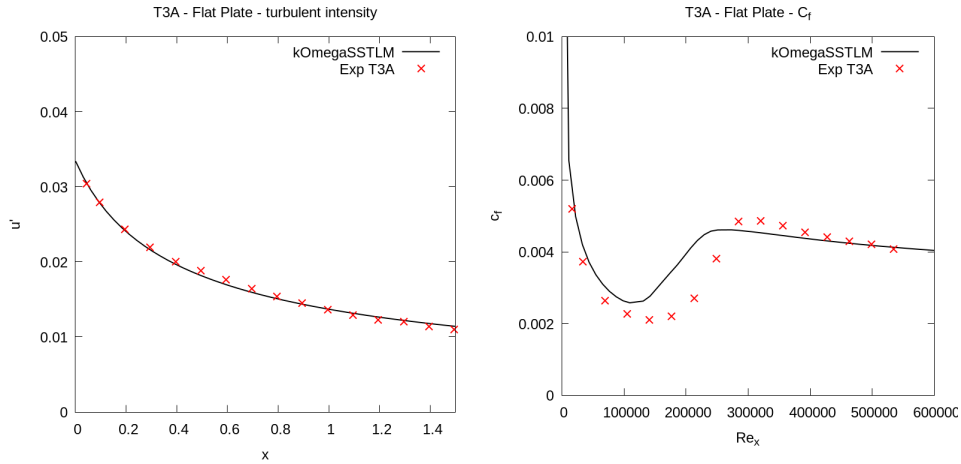 T3A - Flat Plate - turbulent intensity
kOmegaSSTLM
Exp T3A
0.05
0.04
0.03
0.02
0.01
0
u'
0 0.2 0.4 0.6 0.8 1 1.2 1.4
x
T3A - Flat Plate - Cf
kOmegaSSTLM
Exp T3A
0.01
0.008
0.006
0.004
0.002
0
cf
0 100000 200000 300000 400000 500000 600000
Rex